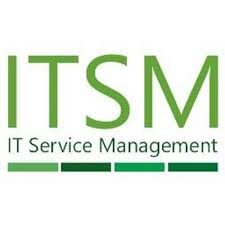 ITSM
IT Service Management